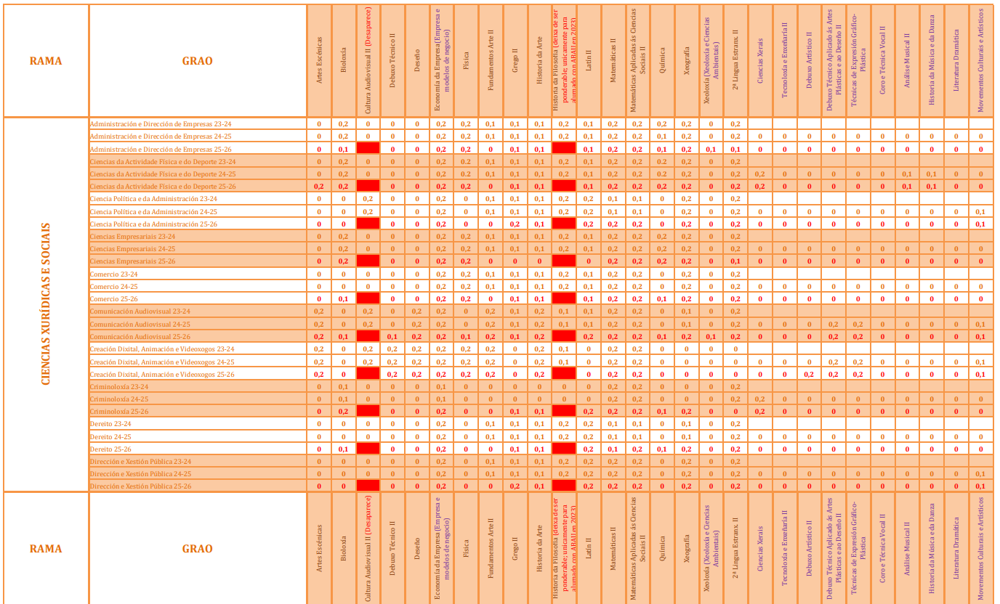 RAMA GRAO Artes Escénicas Bioloxía Cultura Audiovisual II (Desaparece) Debuxo Técnico II Deseño Economía da Empresa(Empresa e modelos de negocio) Física Fundamentos Arte II Grego II Historia da Arte Historia da Filosofía (deixa de ser ponderable; unicamente para alumado con ABAU en 2023) Latín II Matemáticas II Matemáticas Aplicadas ás Ciencias Sociais II Química Xeografía Xeoloxía (Xeoloxía e Ciencias Ambientais) 2ª Lingua Estranx. II Ciencias Xerais Tecnoloxía e Enxeñaría II Debuxo Artístico II Debuxo Técnico Aplicado ás Artes Plásticas e ao Deseño II Técnicas de Expresión Gráfico-Plástica Coro e Técnica Vocal II Análise Musical II Historia da Música e da Danza Literatura Dramática Movementos Culturais e Artísticos
CIENCIAS XURÍDICAS E SOCIAIS
Administración e Dirección de Empresas 23-24 0 0,2 0 0 0 0,2 0,2 0,1 0,1 0,1 0,2 0,1 0,2 0,2 0,2 0,2 0 0,2
Administración e Dirección de Empresas 24-25 0 0,2 0 0 0 0,2 0,2 0,1 0,1 0,1 0,2 0,1 0,2 0,2 0,2 0,2 0 0,2 0 0 0 0 0 0 0 0 0 0
Administración e Dirección de Empresas 25-26 0 0,1 0 0 0,2 0,2 0 0,1 0,1 0,1 0,2 0,2 0,1 0,2 0,1 0,1 0 0 0 0 0 0 0 0 0 0
Ciencias da Actividade Física e do Deporte 23-24 0 0,2 0 0 0 0,2 0.2 0,1 0,1 0,1 0,2 0,1 0,2 0,2 0.2 0,2 0 0,2
Ciencias da Actividade Física e do Deporte 24-25 0 0,2 0 0 0 0,2 0.2 0,1 0,1 0,1 0,2 0,1 0,2 0,2 0.2 0,2 0 0,2 0,2 0 0 0 0 0 0,1 0,1 0 0
Ciencias da Actividade Física e do Deporte 25-26 0,2 0,2 0 0 0,2 0,2 0 0,1 0,1 0,1 0,2 0,2 0,2 0,2 0 0,2 0,2 0 0 0 0 0 0,1 0,1 0 0
Ciencia Política e da Administración 23-24 0 0 0,2 0 0 0,2 0 0,1 0,1 0,1 0,2 0,2 0,1 0,1 0 0,2 0 0,2
Ciencia Política e da Administración 24-25 0 0 0,2 0 0 0,2 0 0,1 0,1 0,1 0,2 0,2 0,1 0,1 0 0,2 0 0,2 0 0 0 0 0 0 0 0 0 0,1
Ciencia Política e da Administración 25-26 0 0 0 0 0,2 0 0 0,2 0,1 0,2 0,2 0,2 0 0,2 0 0,2 0 0 0 0 0 0 0 0 0 0,1
Ciencias Empresariais 23-24 0 0,2 0 0 0 0,2 0,2 0,1 0,1 0,1 0,2 0,1 0,2 0,2 0,2 0,2 0 0,2
Ciencias Empresariais 24-25 0 0,2 0 0 0 0,2 0,2 0,1 0,1 0,1 0,2 0,1 0,2 0,2 0,2 0,2 0 0,2 0 0 0 0 0 0 0 0 0 0
Ciencias Empresariais 25-26 0 0,2 0 0 0,2 0,2 0 0 0 0 0,2 0,2 0,2 0,2 0 0,1 0 0 0 0 0 0 0 0 0 0
Comercio 23-24 0 0 0 0 0 0,2 0,2 0,1 0,1 0,1 0,2 0,1 0,2 0,2 0 0,2 0 0,2
Comercio 24-25 0 0 0 0 0 0,2 0,2 0,1 0,1 0,1 0,2 0,1 0,2 0,2 0 0,2 0 0,2 0 0 0 0 0 0 0 0 0 0
Comercio 25-26 0 0,1 0 0 0,2 0,2 0 0,1 0,1 0,1 0,2 0,2 0,1 0,2 0 0,2 0 0 0 0 0 0 0 0 0 0
Comunicación Audiovisual 23-24 0,2 0 0,2 0 0,2 0,2 0 0,2 0,1 0,2 0,1 0,1 0,2 0,2 0 0,1 0 0,2
Comunicación Audiovisual 24-25 0,2 0 0,2 0 0,2 0,2 0 0,2 0,1 0,2 0,1 0,1 0,2 0,2 0 0,1 0 0,2 0 0 0 0,2 0,2 0 0 0 0 0,1
Comunicación Audiovisual 25-26 0,2 0,1 0,1 0,2 0,2 0,1 0,2 0,1 0,2 0,2 0,2 0,2 0,1 0,2 0,1 0,2 0 0 0 0,2 0,2 0 0 0 0 0,1
Creación Dixital, Animación e Videoxogos 23-24 0,2 0 0,2 0,2 0,2 0,2 0,2 0,2 0 0,2 0,1 0 0,2 0,2 0 0 0 0
Creación Dixital, Animación e Videoxogos 24-25 0,2 0 0,2 0,2 0,2 0,2 0,2 0,2 0 0,2 0,1 0 0,2 0,2 0 0 0 0 0 0 0 0,2 0,2 0 0 0 0 0,1
Creación Dixital, Animación e Videoxogos 25-26 0,2 0 0,2 0,2 0,2 0,2 0,2 0 0,2 0 0,2 0,2 0 0 0 0 0 0 0,2 0,2 0,2 0 0 0 0 0,1
Criminoloxía 23-24 0 0,1 0 0 0 0,1 0 0 0 0 0 0 0,2 0,2 0 0 0 0,2
Criminoloxía 24-25 0 0,1 0 0 0 0,1 0 0 0 0 0 0 0,2 0,2 0 0 0 0,2 0,2 0 0 0 0 0 0 0 0 0
Criminoloxía 25-26 0 0,2 0 0 0,2 0 0 0,1 0,1 0,2 0,2 0,2 0,1 0,2 0 0,2 0,2 0 0 0 0 0 0 0 0 0
Dereito 23-24 0 0 0 0 0 0,2 0 0,1 0,1 0,1 0,2 0,2 0,1 0,1 0 0,1 0 0,2
Dereito 24-25 0 0 0 0 0 0,2 0 0,1 0,1 0,1 0,2 0,2 0,1 0,1 0 0,1 0 0,2 0 0 0 0 0 0 0 0 0 0
Dereito 25-26 0 0,1 0 0 0,2 0 0 0,1 0,1 0,2 0,1 0,2 0,1 0,2 0 0,2 0 0 0 0 0 0 0 0 0 0
Dirección e Xestión Pública 23-24 0 0 0 0 0 0,2 0 0,1 0,1 0,1 0,2 0,2 0,2 0,2 0 0,2 0 0,2
Dirección e Xestión Pública 24-25 0 0 0 0 0 0,2 0 0,1 0,1 0,1 0,2 0,2 0,2 0,2 0 0,2 0 0,2 0 0 0 0 0 0 0 0 0 0,1
Dirección e Xestión Pública 25-26 0 0 0 0 0,2 0 0 0,2 0,1 0,2 0,2 0,2 0 0,2 0 0,2 0 0 0 0 0 0 0 0 0 0,1
RAMA GRAO Artes Escénicas Bioloxía Cultura Audiovisual II (Desaparece) Debuxo Técnico II Deseño Economía da Empresa(Empresa e modelos de negocio) Física Fundamentos Arte II Grego II Historia da Arte Historia da Filosofía (deixa de ser ponderable; unicamente para alumado con ABAU en 2023) Latín II Matemáticas II Matemáticas Aplicadas ás Ciencias Sociais II Química Xeografía Xeoloxía (Xeoloxía e Ciencias Ambientais) 2ª Lingua Estranx. II Ciencias Xerais Tecnoloxía e Enxeñaría II Debuxo Artístico II Debuxo Técnico Aplicado ás Artes Plásticas e ao Deseño II Técnicas de Expresión Gráfico-Plástica Coro e Técnica Vocal II Análise Musical II Historia da Música e da Danza Literatura Dramática Movementos Culturais e Artísticos